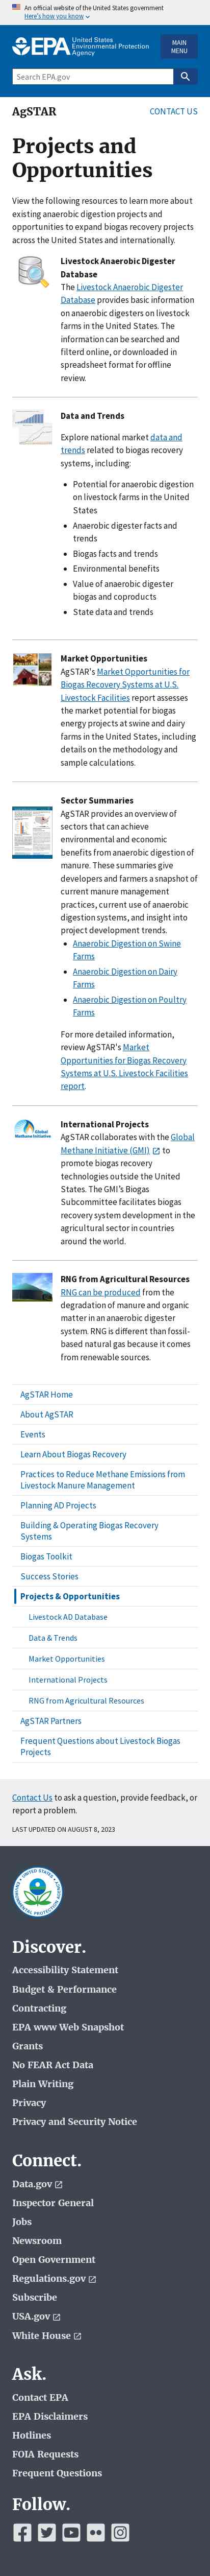 An official website of the United States government
Here's how you know
EPA United States
Environmental Protection
Agency
MAIN
MENU
Search EPA.gov
AgSTAR
CONTACT US
Projects and
Opportunities
View the following resources to learn more about
existing agricultural digestion projects and
opportunities to expand biogas recovery projects
across the United States and internationally.
Livestock Anaerobic Digester
Database
The Livestock Anaerobic Digester
Database provides basic information
on anaerobic digesters on livestock
farms in the United States. The
information can be searched and
filtered online, or downloaded in
spreadsheet format for offline
review.
Data and Trends
Explore national market data and
trends related to biogas recovery
systems, including:
Potential for anaerobic digestion
on livestock farms in the United
States
Anaerobic digester facts and
trends
Biogas facts and trends
Environmental benefits
Value of anaerobic digester
biogas and coproducts
State data and trends
Market Opportunities
AgSTAR's Market Opportunities for
Biogas Recovery Systems at U.S.
Livestock Facilities report assesses
the market potential for biogas
energy projects at swine and dairy
farms in the United States, including
details on the methodology and
sample calculations.
Sector Summaries
AgSTAR provides an overview of
sectors that can achieve
environmental and economic
benefits from anaerobic digestion of
manure. These summaries give
developers and farmers a snapshot of
current manure management
practices, current use of anaerobic
digestion systems, and insight into
project development trends.
Anaerobic Digestion on Swine
Farms
Anaerobic Digestion on Dairy
Farms
Anaerobic Digestion on Poultry
Farms
For more detailed information,
review AgSTAR's Market
Opportunities for Biogas Recovery
Systems at U.S. Livestock Facilities
report.
Global
Methane Initiative
International Projects
AgSTAR collaborates with the Global
Methane Initiative (GMI) to
promote biogas recovery
technologies outside the United
States. The GMI's Biogas
Subcommittee facilitates biogas
recovery development in the
agricultural sector in countries
around the world.
RNG from Agricultural Resources
RNG can be produced from the
degradation of manure and organic
matter in an anaerobic digester
system. RNG is different than fossil-
based natural gas because it comes
from renewable sources.
AgSTAR Home
About AgSTAR
Events
Learn About Biogas Recovery
Practices to Reduce Methane Emissions from
Livestock Manure Management
Planning AD Projects
Building & Operating Biogas Recovery
Systems
Biogas Toolkit
Success Stories
Projects & Opportunities
Livestock AD Database
Data & Trends
Market Opportunities
International Projects
RNG from Agricultural Resources
AgSTAR Partners
Frequent Questions about Livestock Biogas
Projects
Contact Us to ask a question, provide feedback, or
report a problem.
LAST UPDATED ON AUGUST 8, 2023
Discover.
Accessibility Statement
Budget & Performance
Contracting
EPA www Web Snapshot
Grants
No FEAR Act Data
Plain Writing
Privacy
Privacy and Security Notice
Connect.
Data.gov
Inspector General
Jobs
Newsroom
Open Government
Regulations.gov
Subscribe
USA.gov
White House
Ask.
Contact EPA
EPA Disclaimers
Hotlines
FOIA Requests
Frequent Questions
Follow.